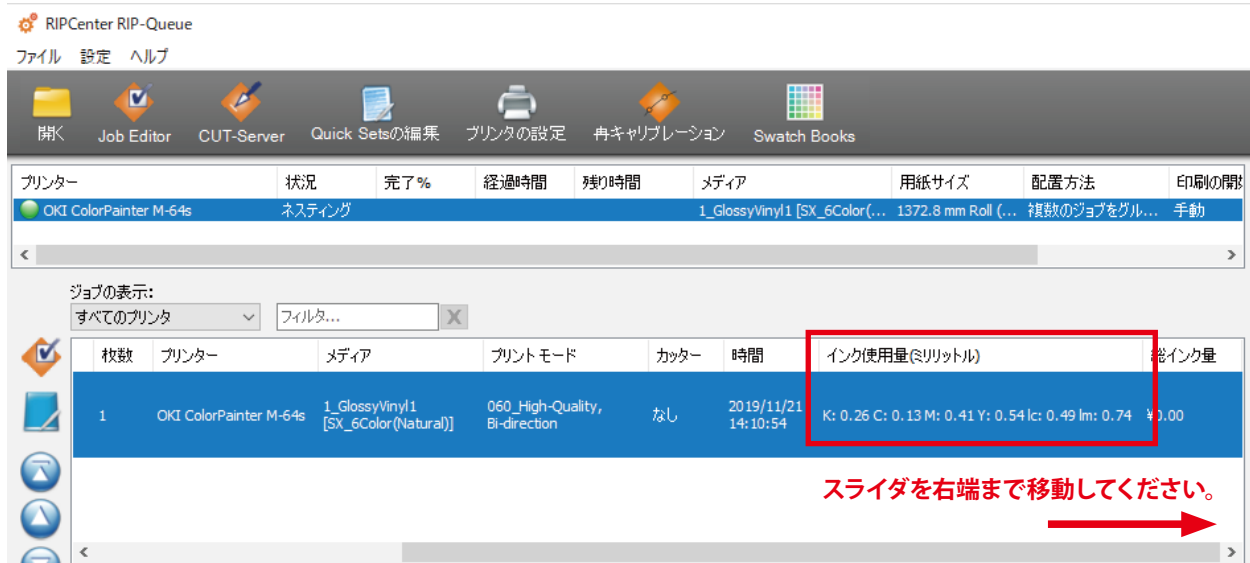 RIPCenter RIP-Queue
ファイル 設定 ヘルプ
開く Job Editor CUT-Server Quick Setsの編集 プリンタの設定 再キャリブレーション Swatch Books
プリンター 状況 完了% 経過時間 残り時間 メディア 用紙サイズ 配置方法 印刷の開始
OKI ColorPainter M-64s ネスティング 1_GlossyVinyl1 [SX_6Color(... 1372.8 mm Roll (... 複数のジョブをグル... 手動
ジョブの表示:
すべてのプリンタ フィルタ... X
枚数 プリンター メディア プリント モード カッター 時間 インク使用量(ミリリットル) 総インク量
1 OKI ColorPainter M-64s 1_GlossyVinyl1 060_High-Quality, なし 2019/11/21 K: 0.26 C: 0.13 M: 0.41 Y: 0.54 lc: 0.49 lm: 0.74 ¥0.00
[SX_6Color(Natural)] Bi-direction 14:10:54
スライダを右端まで移動してください。